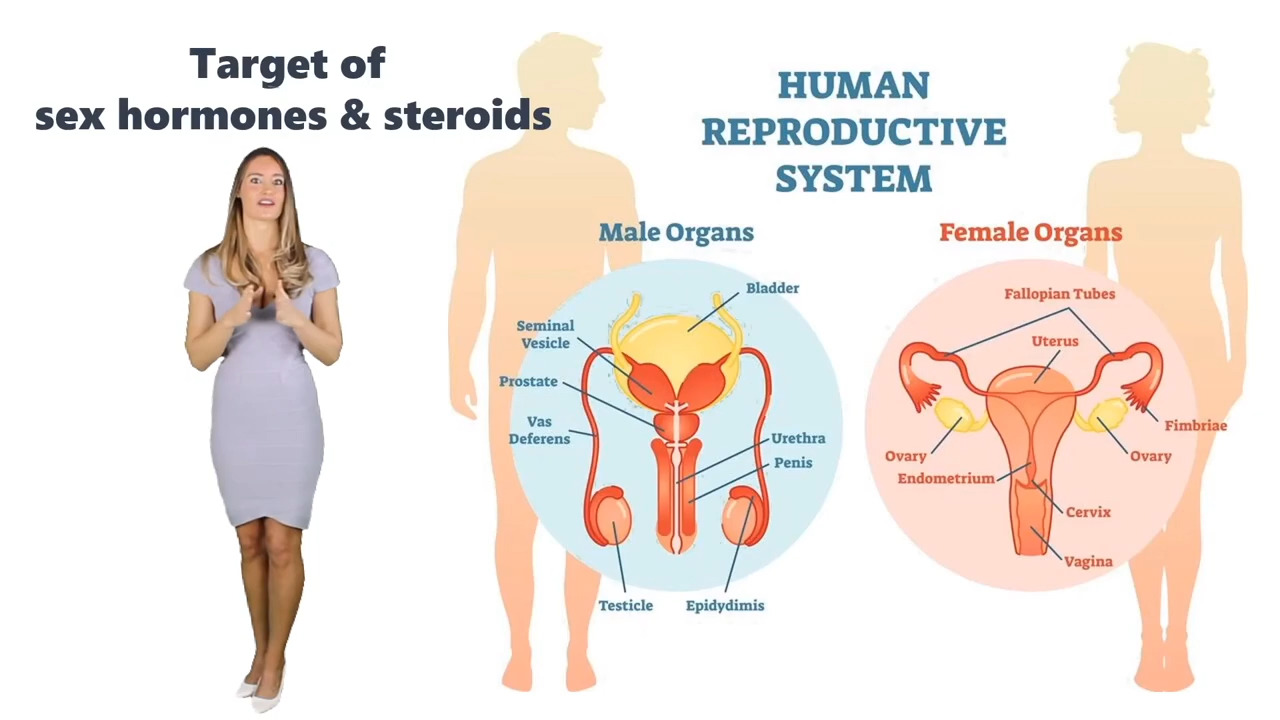 Target of
sex hormones & steroids
HUMAN
REPRODUCTIVE
SYSTEM
Male Organs
Bladder
Seminal
Vesicle
Prostate
Vas
Deferens
Urethra
Penis
Testicle
Epidydimis
Female Organs
Fallopian Tubes
Uterus
Fimbriae
Ovary
Ovary
Endometrium
Cervix
Vagina